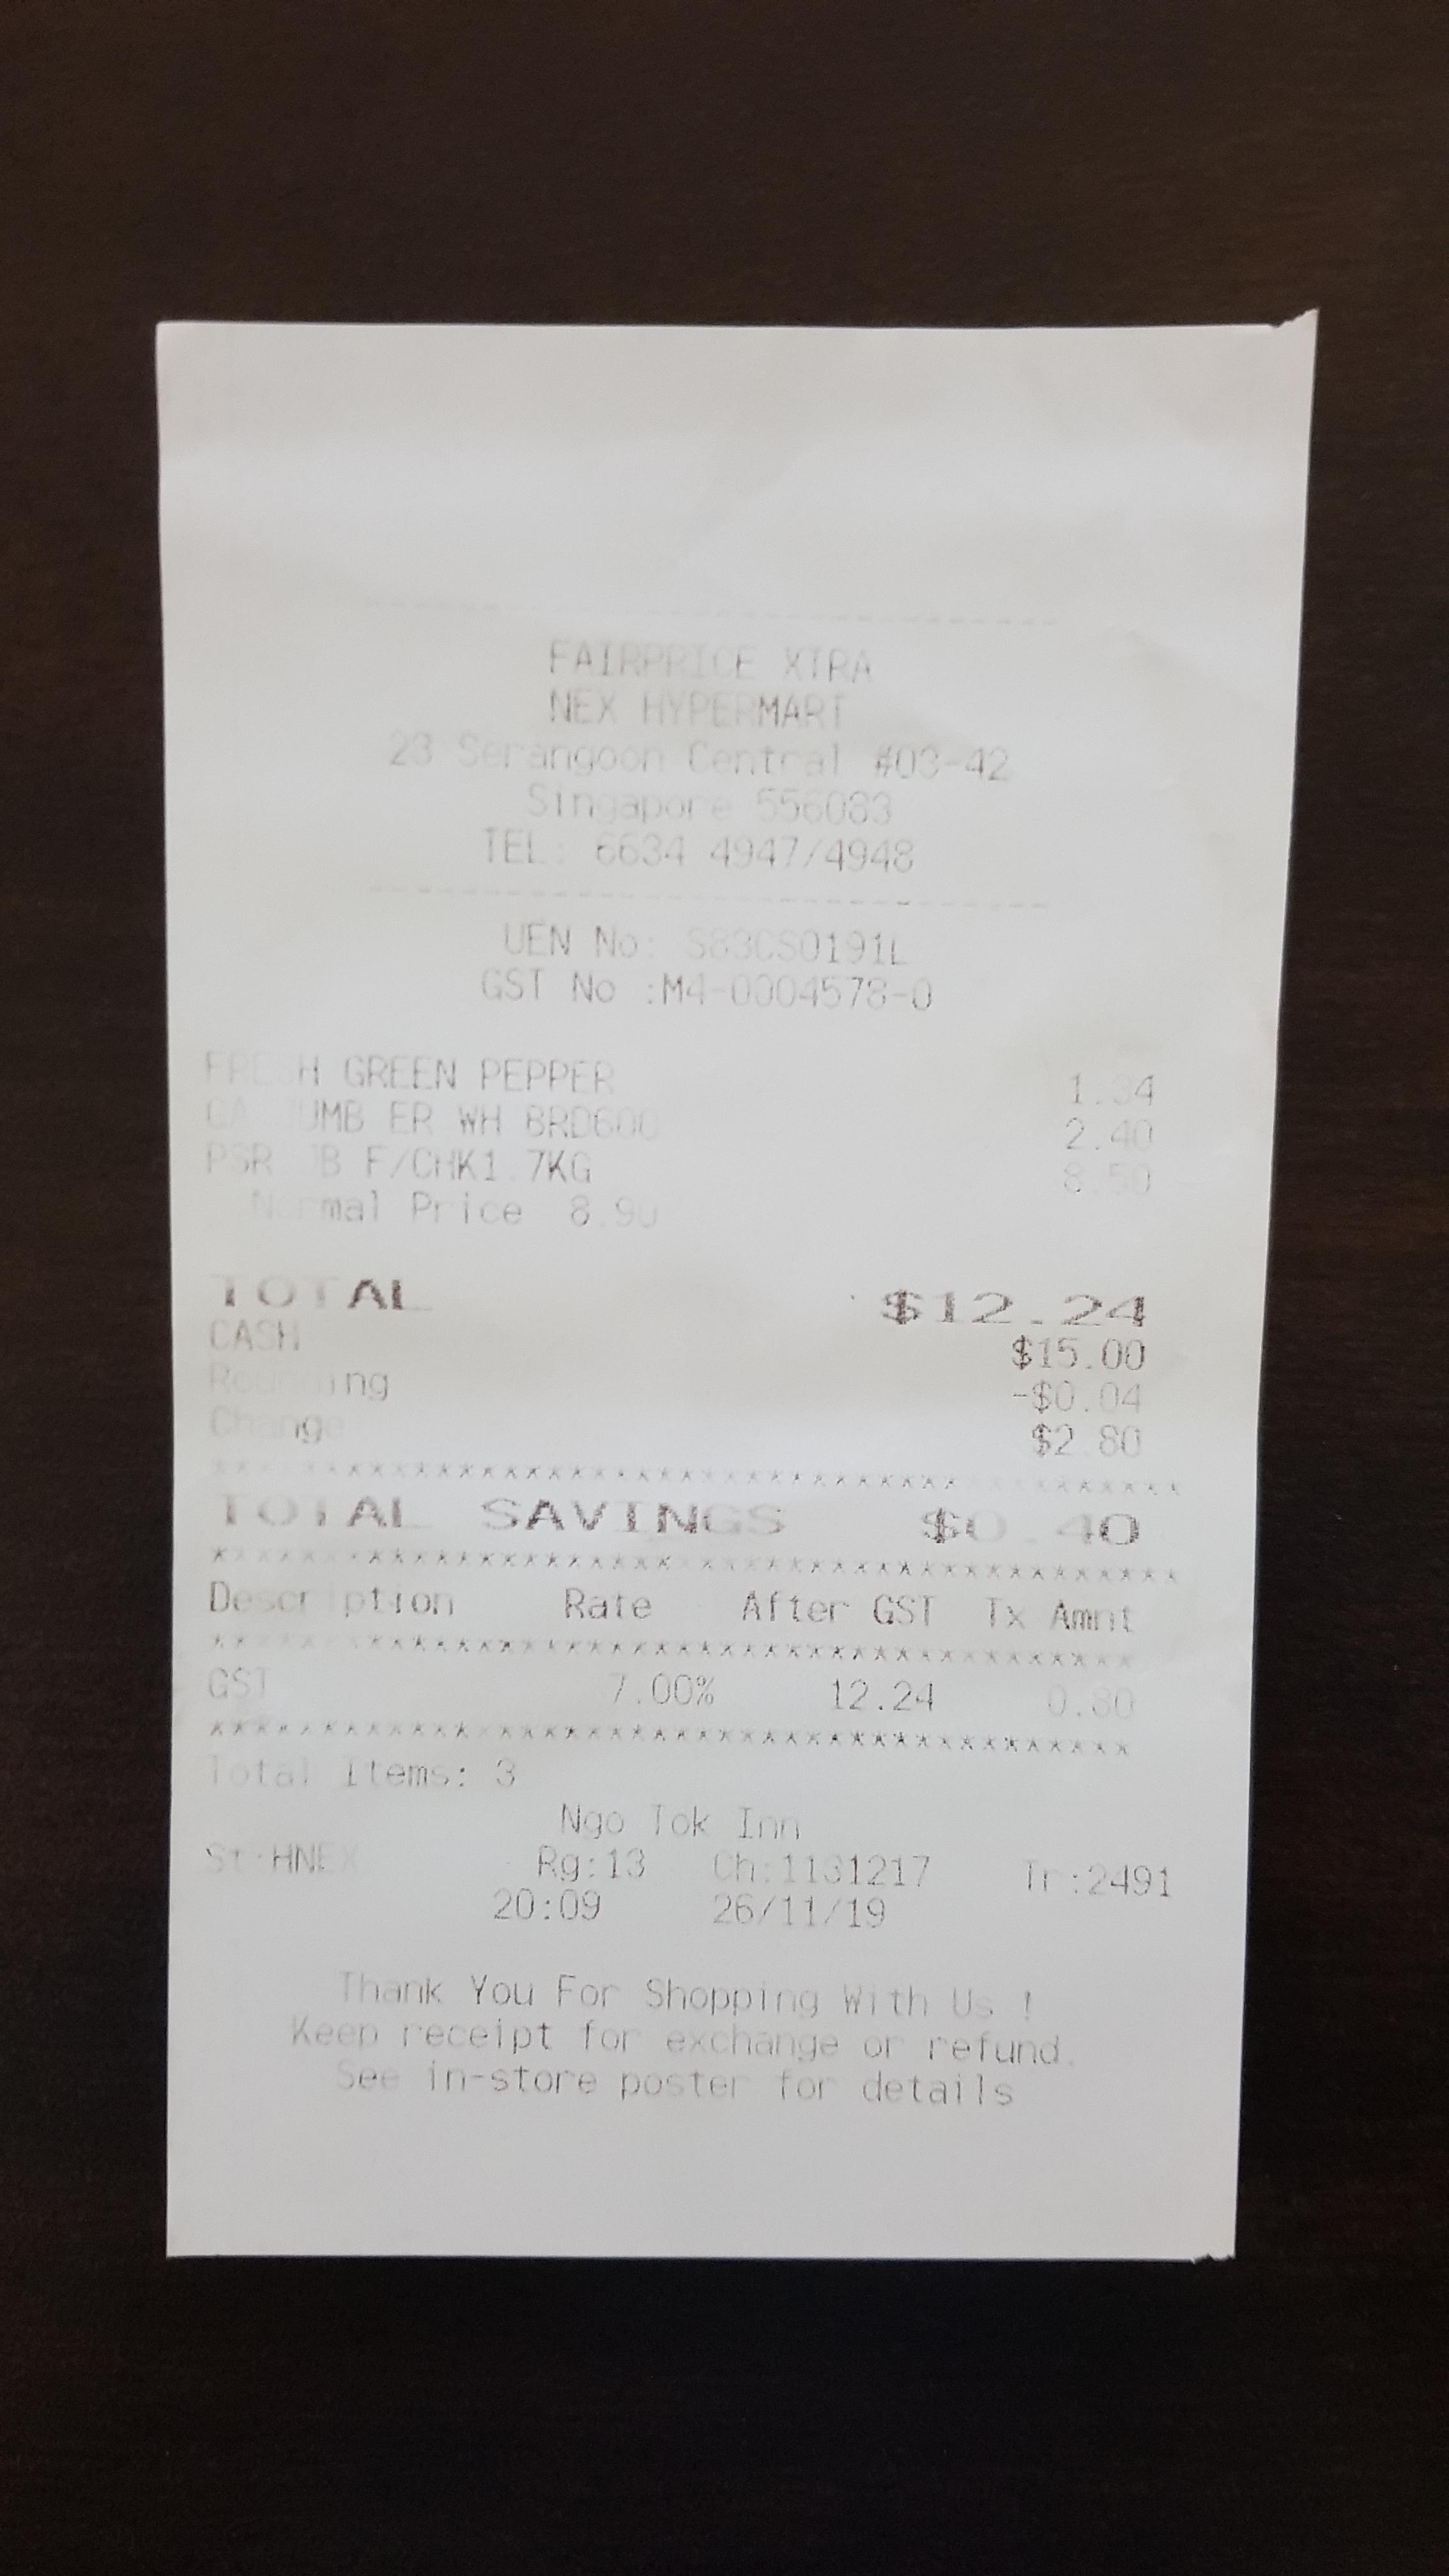 FAIRPRICE XTRA
NEX HYPERMART
23 Serangoon Central #03-42
Singapore 556083
TEL: 6634 4947/4948
UEN No: S83CS0191L
GST No :M4-0004578-0
FRESH GREEN PEPPER 1.34
JUMB ER WH BRD600 2.40
PSR F/CHK1.7KG 8.50
Normal Price 8.90
TOTAL $12.24
CASH $15.00
Rounding -$0.04
Change $2.80
TOTAL SAVINGS $0.40
Description Rate After GST Tx Amnt
GST 7.00% 12.24 0.80
Total Items: 3
Ngo Tok Inn
St:HNEX Rg:13 Ch:1131217 Tr:2491
20:09 26/11/19
Thank You For Shopping With Us !
Keep receipt for exchange or refund.
See in-store poster for details